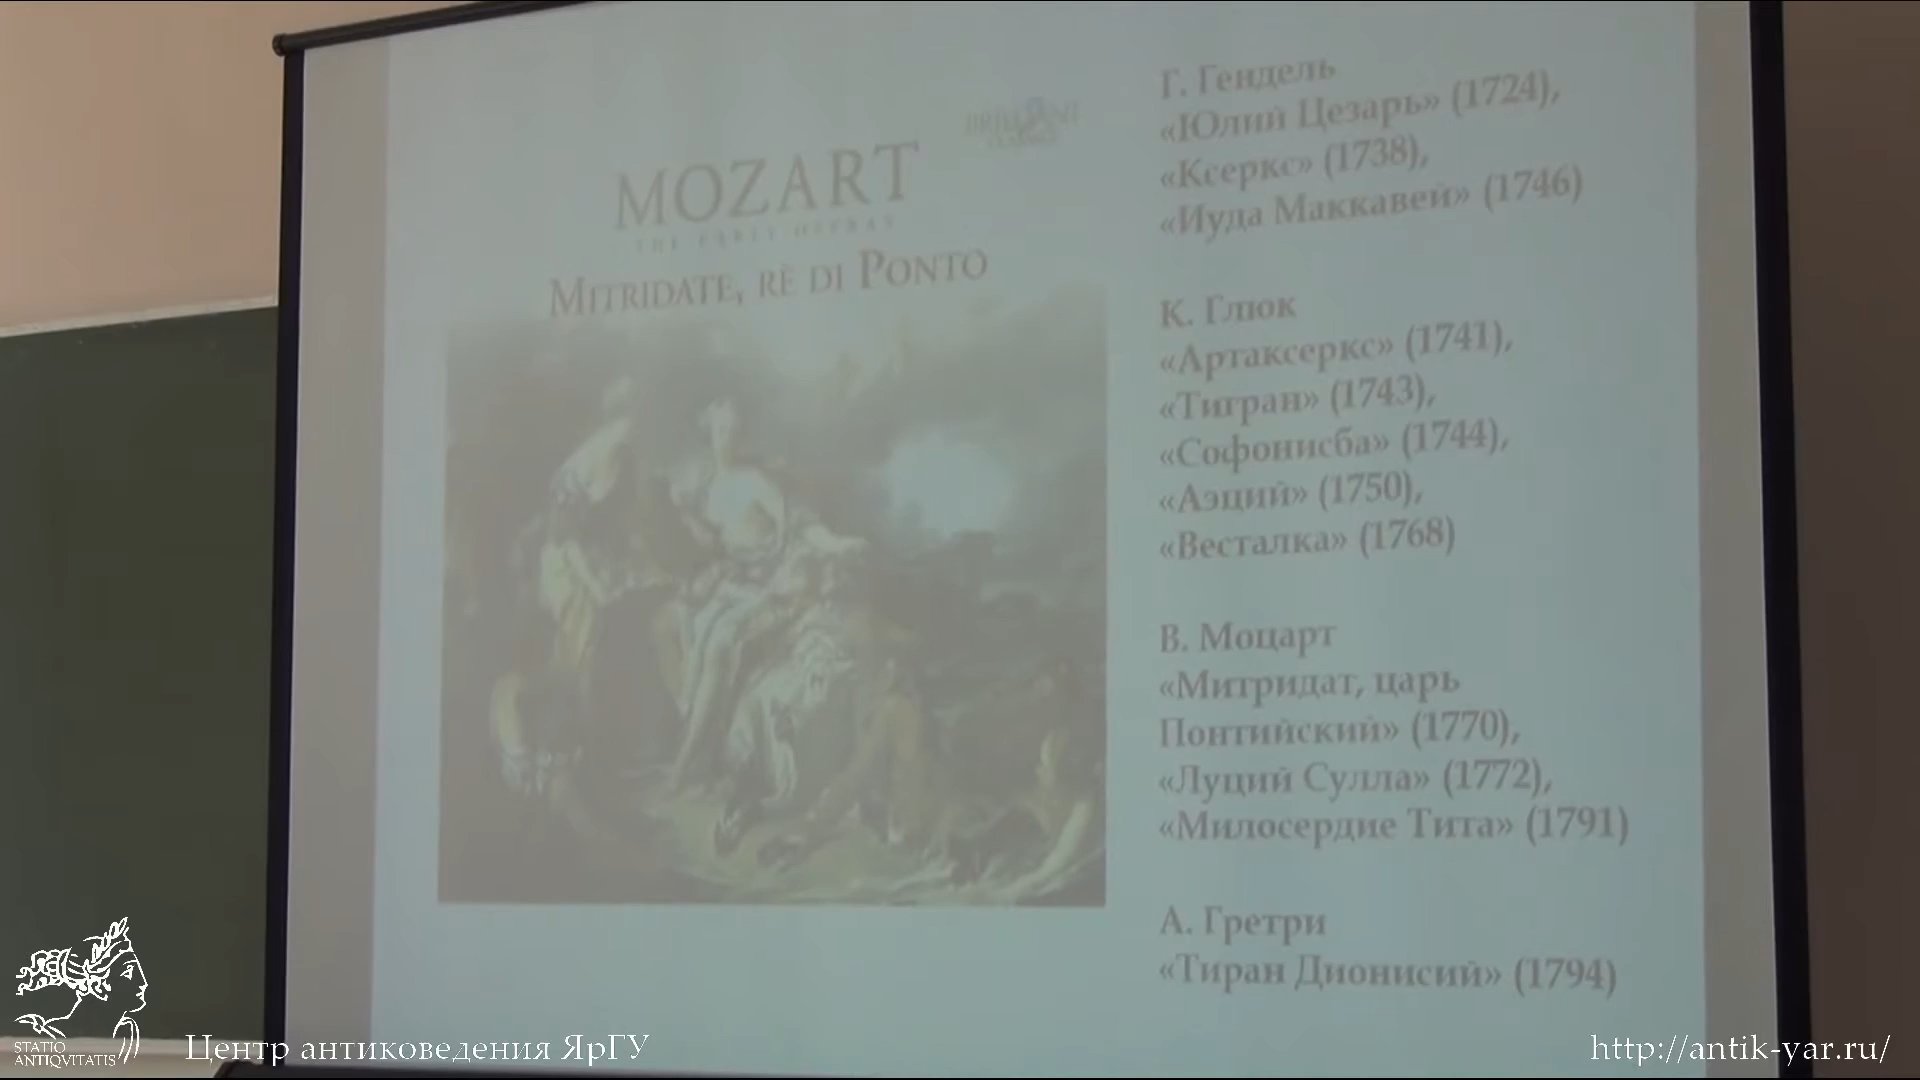 BRILLIANT
CLASSICS
MOZART
THE EARLY OPERAS
MITRIDATE, RÈ DI PONTO
Г. Гендель
«Юлий Цезарь» (1724),
«Ксеркс» (1738),
«Иуда Маккавей» (1746)
К. Глюк
«Артаксеркс» (1741),
«Тигран» (1743),
«Софонисба» (1744),
«Аэций» (1750),
«Весталка» (1768)
В. Моцарт
«Митридат, царь
Понтийский» (1770),
«Луций Сулла» (1772),
«Милосердие Тита» (1791)
А. Гретри
«Тиран Дионисий» (1794)
STATIO
ANTIQVITATIS
Центр антиковедения ЯрГУ
http://antik-yar.ru/